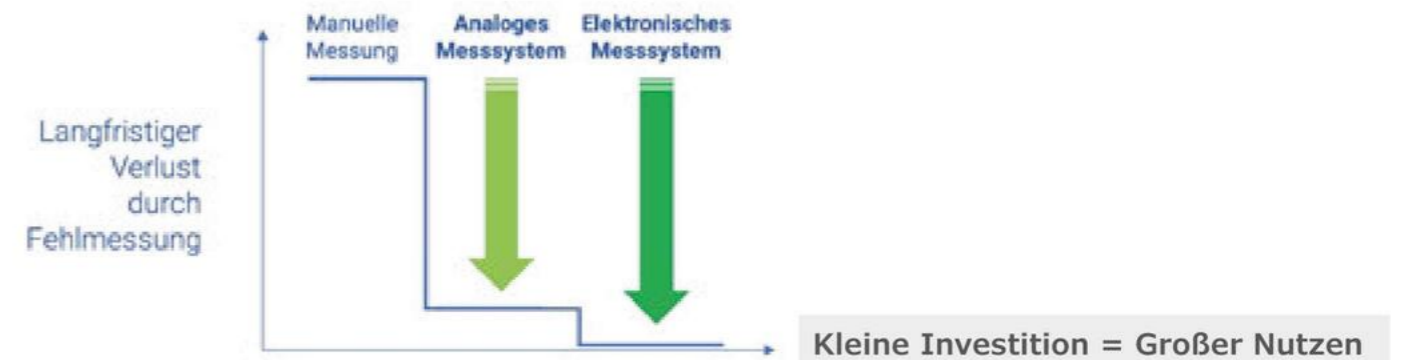 Manuelle
Messung
Analoges
Messsystem
Elektronisches
Messsystem
Langfristiger
Verlust
durch
Fehlmessung
Kleine Investition = Großer Nutzen